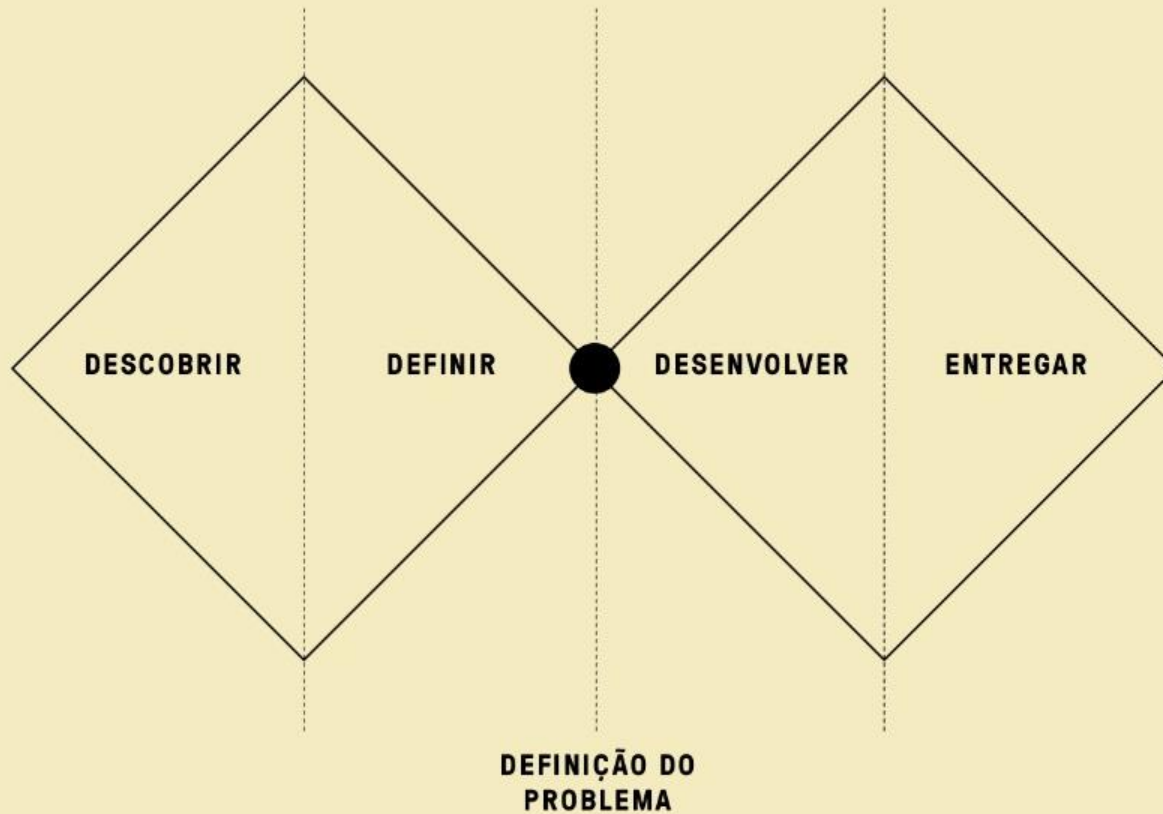 DESCOBRIR
DEFINIR
DESENVOLVER
ENTREGAR
DEFINIÇÃO DO
PROBLEMA